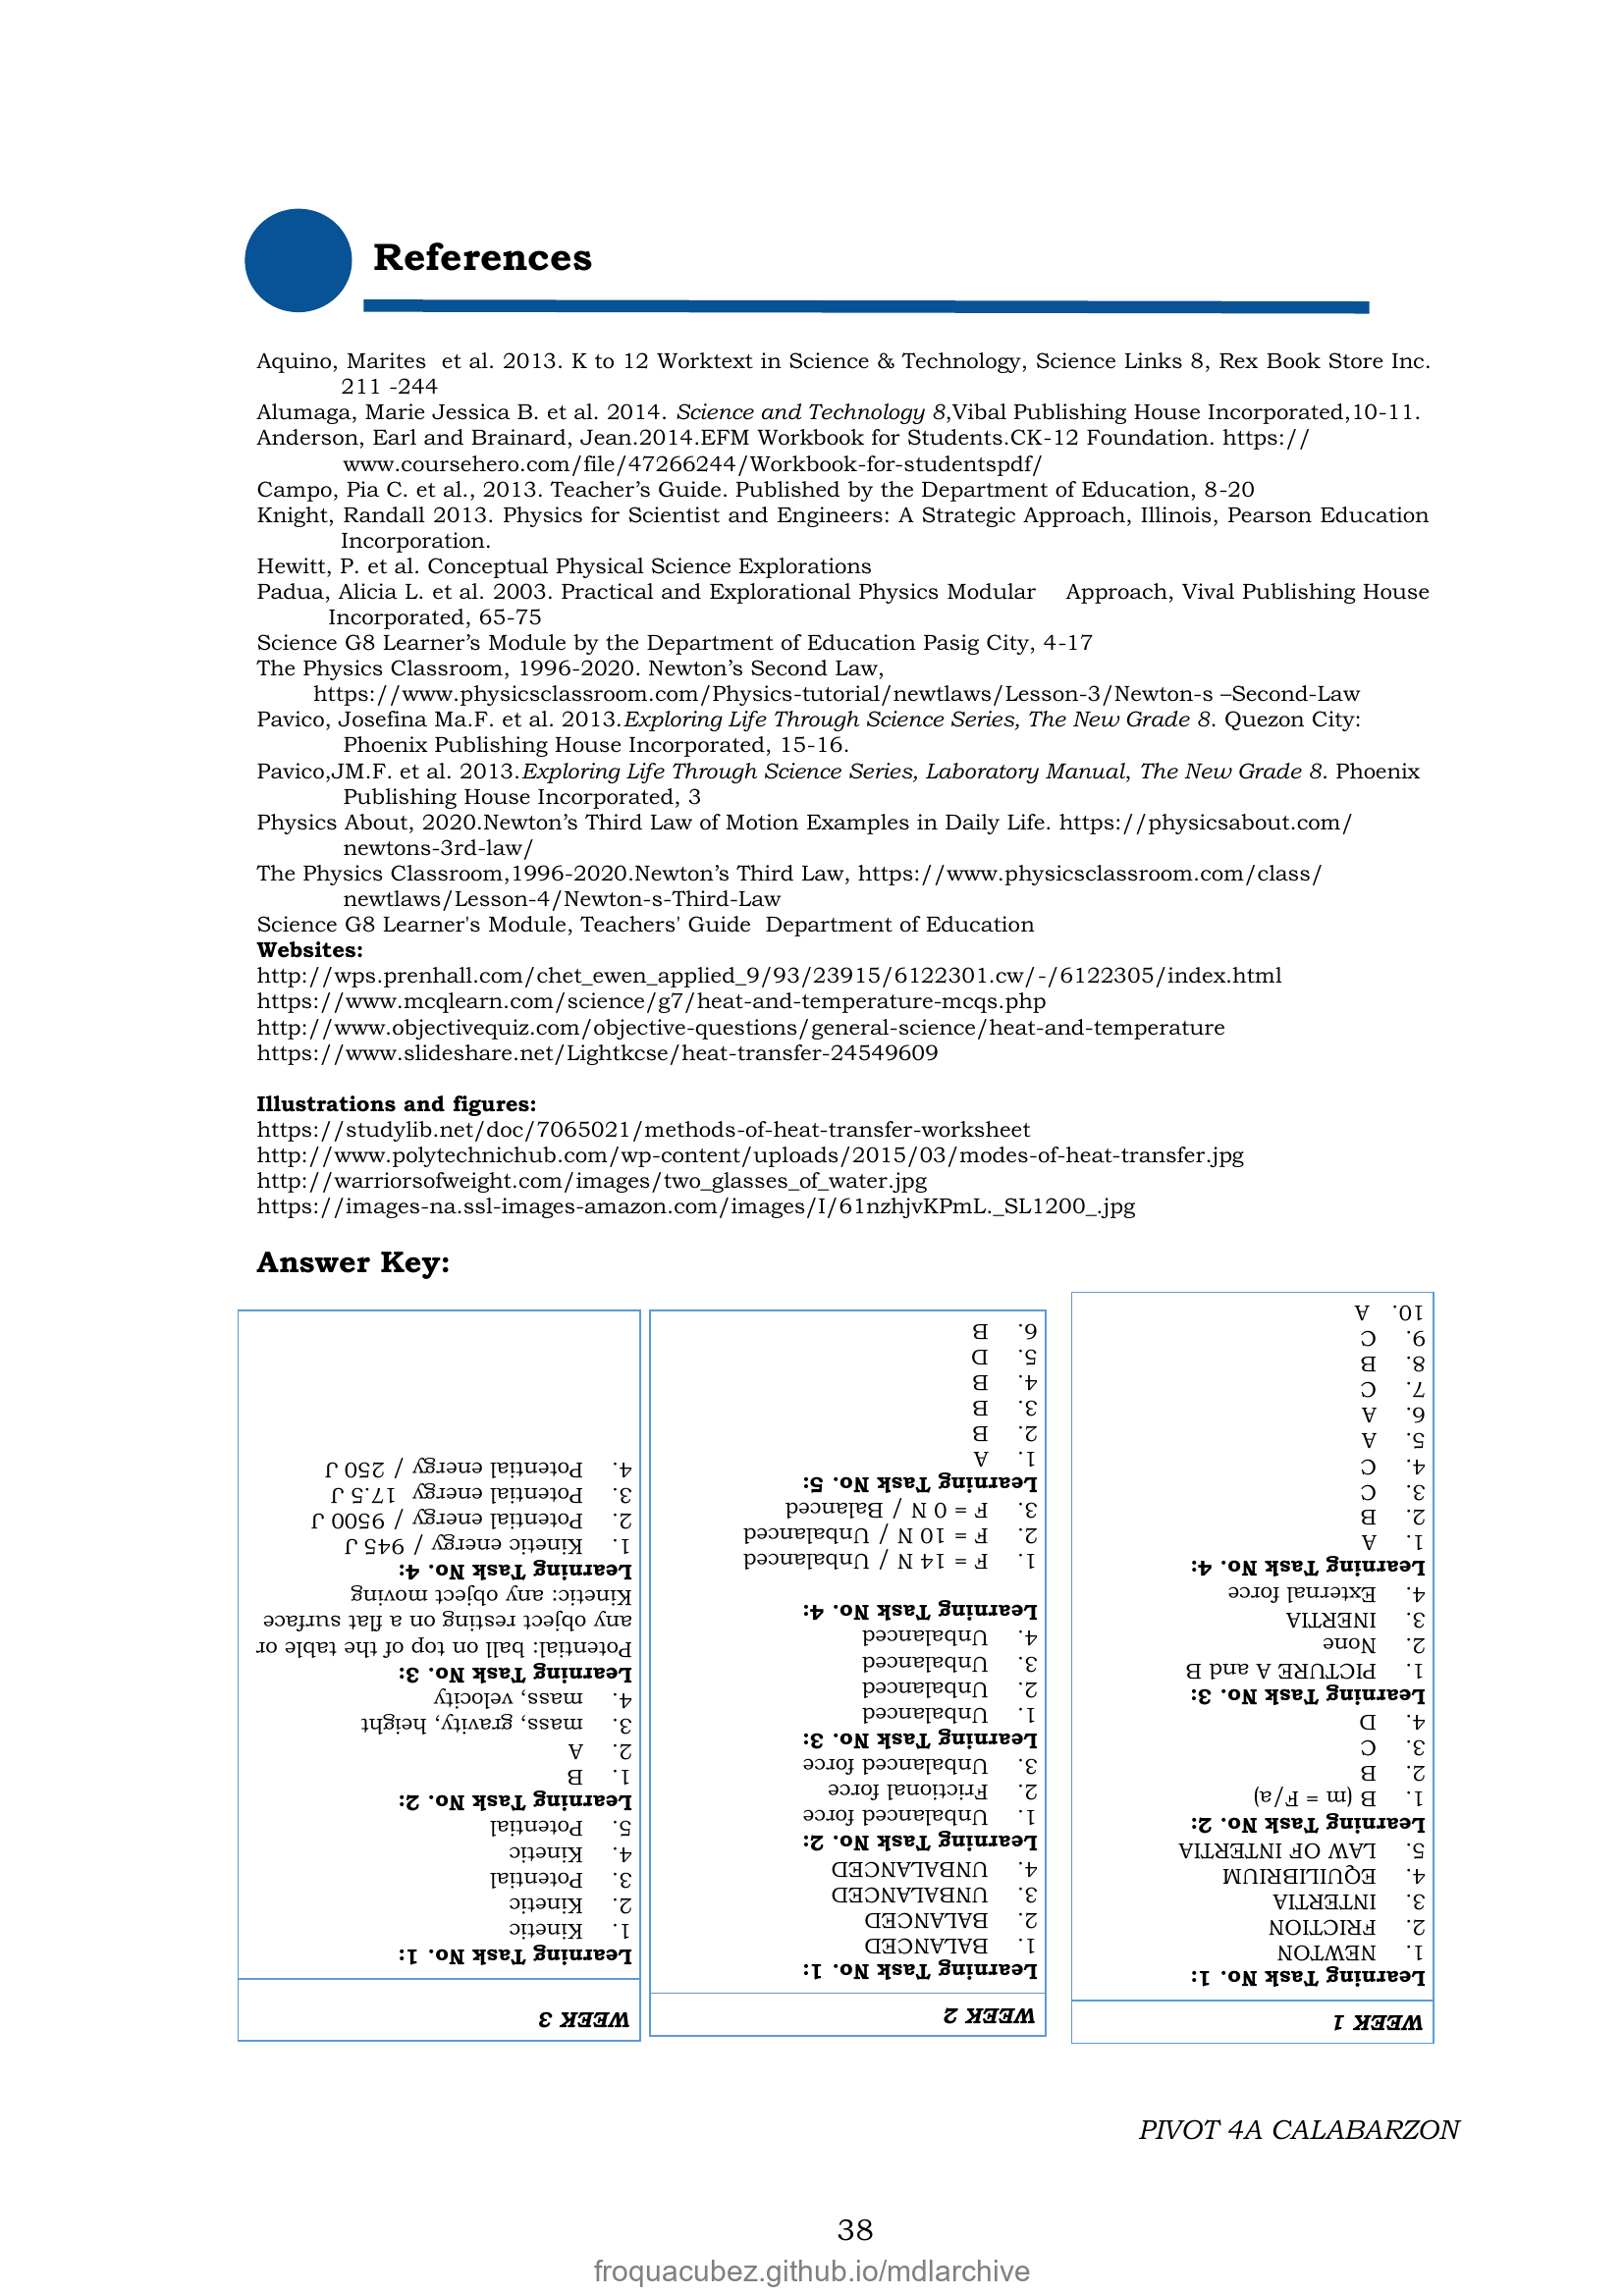 References
Aquino, Marites et al. 2013. K to 12 Worktext in Science & Technology, Science Links 8, Rex Book Store Inc.
211 -244
Alumaga, Marie Jessica B. et al. 2014. Science and Technology 8,Vibal Publishing House Incorporated,10-11.
Anderson, Earl and Brainard, Jean.2014.EFM Workbook for Students.CK-12 Foundation. https://
www.coursehero.com/file/47266244/Workbook-for-studentspdf/
Campo, Pia C. et al., 2013. Teacher’s Guide. Published by the Department of Education, 8-20
Knight, Randall 2013. Physics for Scientist and Engineers: A Strategic Approach, Illinois, Pearson Education
Incorporation.
Hewitt, P. et al. Conceptual Physical Science Explorations
Padua, Alicia L. et al. 2003. Practical and Explorational Physics Modular Approach, Vival Publishing House
Incorporated, 65-75
Science G8 Learner’s Module by the Department of Education Pasig City, 4-17
The Physics Classroom, 1996-2020. Newton’s Second Law,
https://www.physicsclassroom.com/Physics-tutorial/newtlaws/Lesson-3/Newton-s –Second-Law
Pavico, Josefina Ma.F. et al. 2013.Exploring Life Through Science Series, The New Grade 8. Quezon City:
Phoenix Publishing House Incorporated, 15-16.
Pavico,JM.F. et al. 2013.Exploring Life Through Science Series, Laboratory Manual, The New Grade 8. Phoenix
Publishing House Incorporated, 3
Physics About, 2020.Newton’s Third Law of Motion Examples in Daily Life. https://physicsabout.com/
newtons-3rd-law/
The Physics Classroom,1996-2020.Newton’s Third Law, https://www.physicsclassroom.com/class/
newtlaws/Lesson-4/Newton-s-Third-Law
Science G8 Learner's Module, Teachers' Guide Department of Education
Websites:
http://wps.prenhall.com/chet_ewen_applied_9/93/23915/6122301.cw/-/6122305/index.html
https://www.mcqlearn.com/science/g7/heat-and-temperature-mcqs.php
http://www.objectivequiz.com/objective-questions/general-science/heat-and-temperature
https://www.slideshare.net/Lightkcse/heat-transfer-24549609
Illustrations and figures:
https://studylib.net/doc/7065021/methods-of-heat-transfer-worksheet
http://www.polytechnichub.com/wp-content/uploads/2015/03/modes-of-heat-transfer.jpg
http://warriorsofweight.com/images/two_glasses_of_water.jpg
https://images-na.ssl-images-amazon.com/images/I/61nzhjvKPmL._SL1200_.jpg
Answer Key:
WEEK 1
Learning Task No. 1:
1. NEWTON
2. FRICTION
3. INTERTIA
4. EQUILIBRIUM
5. LAW OF INTERTIA
Learning Task No. 2:
1. B (m = F/a)
2. B
3. C
4. D
Learning Task No. 3:
1. PICTURE A and B
2. None
3. INERTIA
4. External force
Learning Task No. 4:
1. A
2. B
3. C
4. C
5. A
6. A
7. C
8. B
9. C
10. A
WEEK 2
Learning Task No. 1:
1. BALANCED
2. BALANCED
3. UNBALANCED
4. UNBALANCED
Learning Task No. 2:
1. Unbalanced force
2. Frictional force
3. Unbalanced force
Learning Task No. 3:
1. Unbalanced
2. Unbalanced
3. Unbalanced
4. Unbalanced
Learning Task No. 4:
1. F = 14 N / Unbalanced
2. F = 10 N / Unbalanced
3. F = 0 N / Balanced
Learning Task No. 5:
1. A
2. B
3. B
4. B
5. D
6. B
WEEK 3
Learning Task No. 1:
1. Kinetic
2. Kinetic
3. Potential
4. Kinetic
5. Potential
Learning Task No. 2:
1. B
2. A
3. mass, gravity, height
4. mass, velocity
Learning Task No. 3:
Potential: ball on top of the table or
any object resting on a flat surface
Kinetic: any object moving
Learning Task No. 4:
1. Kinetic energy / 945 J
2. Potential energy / 9500 J
3. Potential energy 17.5 J
4. Potential energy / 250 J
PIVOT 4A CALABARZON
38
froquacubez.github.io/mdlarchive